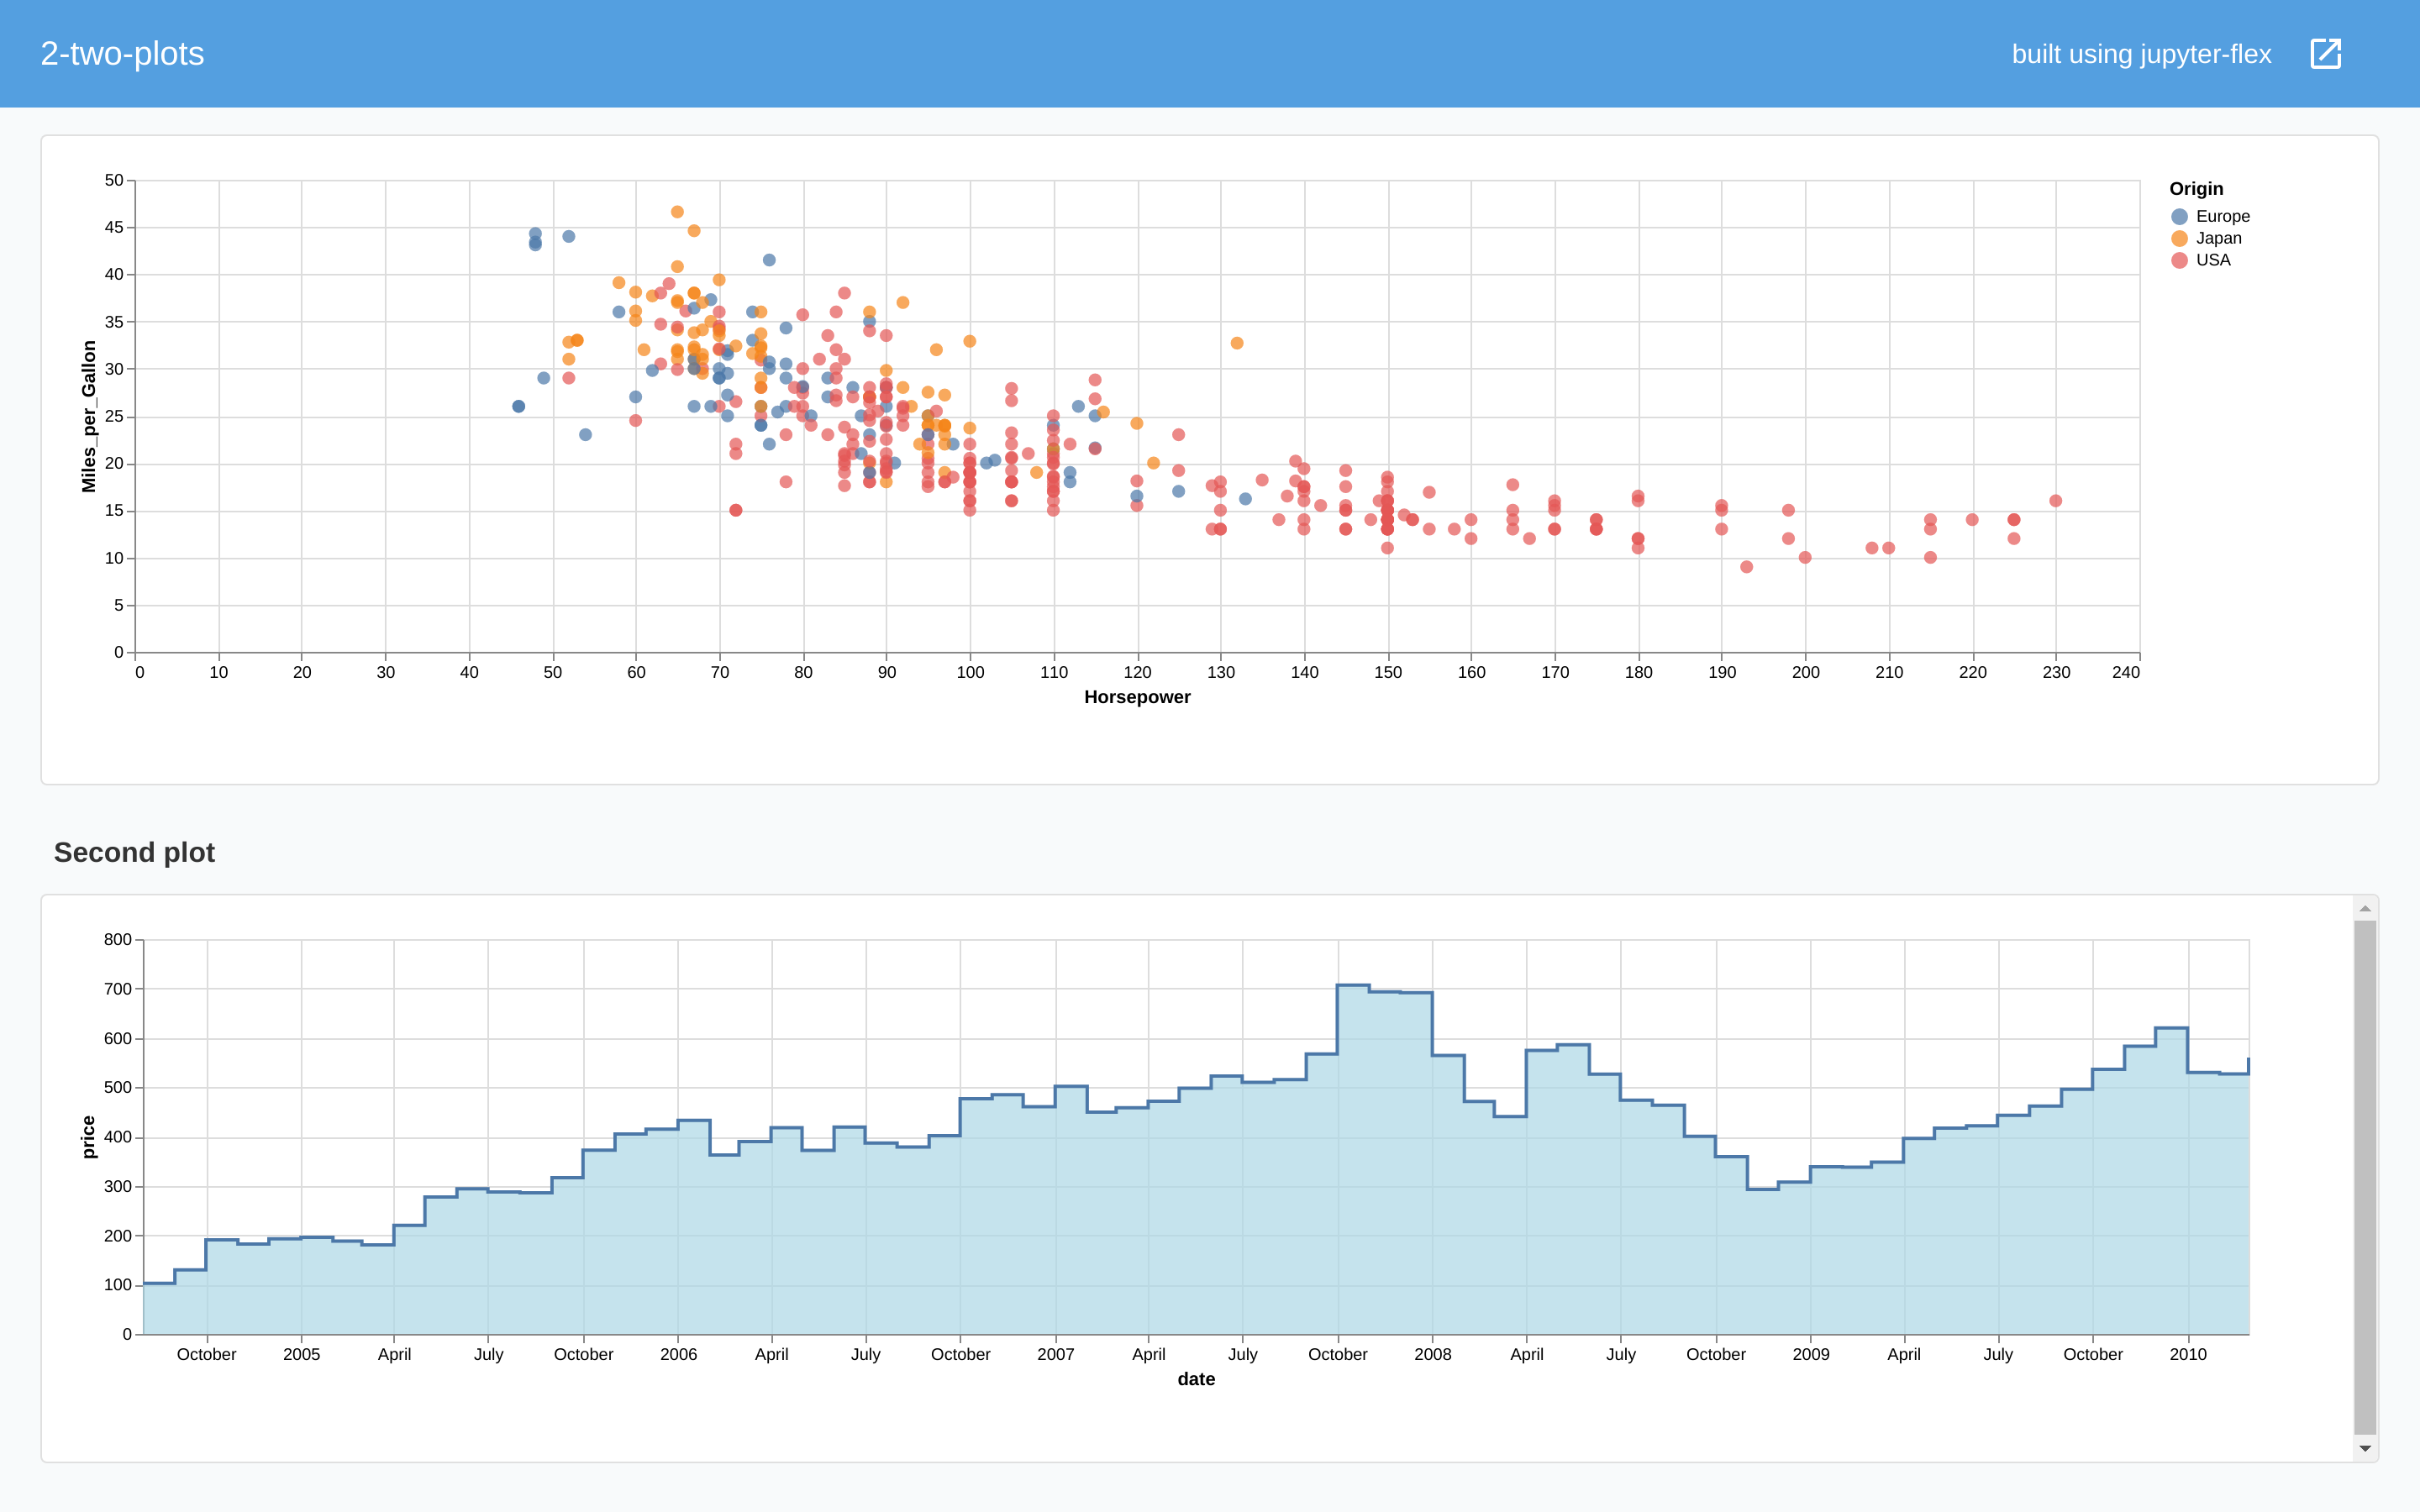 2-two-plots
built using jupyter-flex
Miles_per_Gallon
50
45
40
35
30
25
20
15
10
5
0
0 10 20 30 40 50 60 70 80 90 100 110 120 130 140 150 160 170 180 190 200 210 220 230 240
Horsepower
Origin
Europe
Japan
USA
Second plot
price
800
700
600
500
400
300
200
100
0
October 2005 April July October 2006 April July October 2007 April July October 2008 April July October 2009 April July October 2010
date